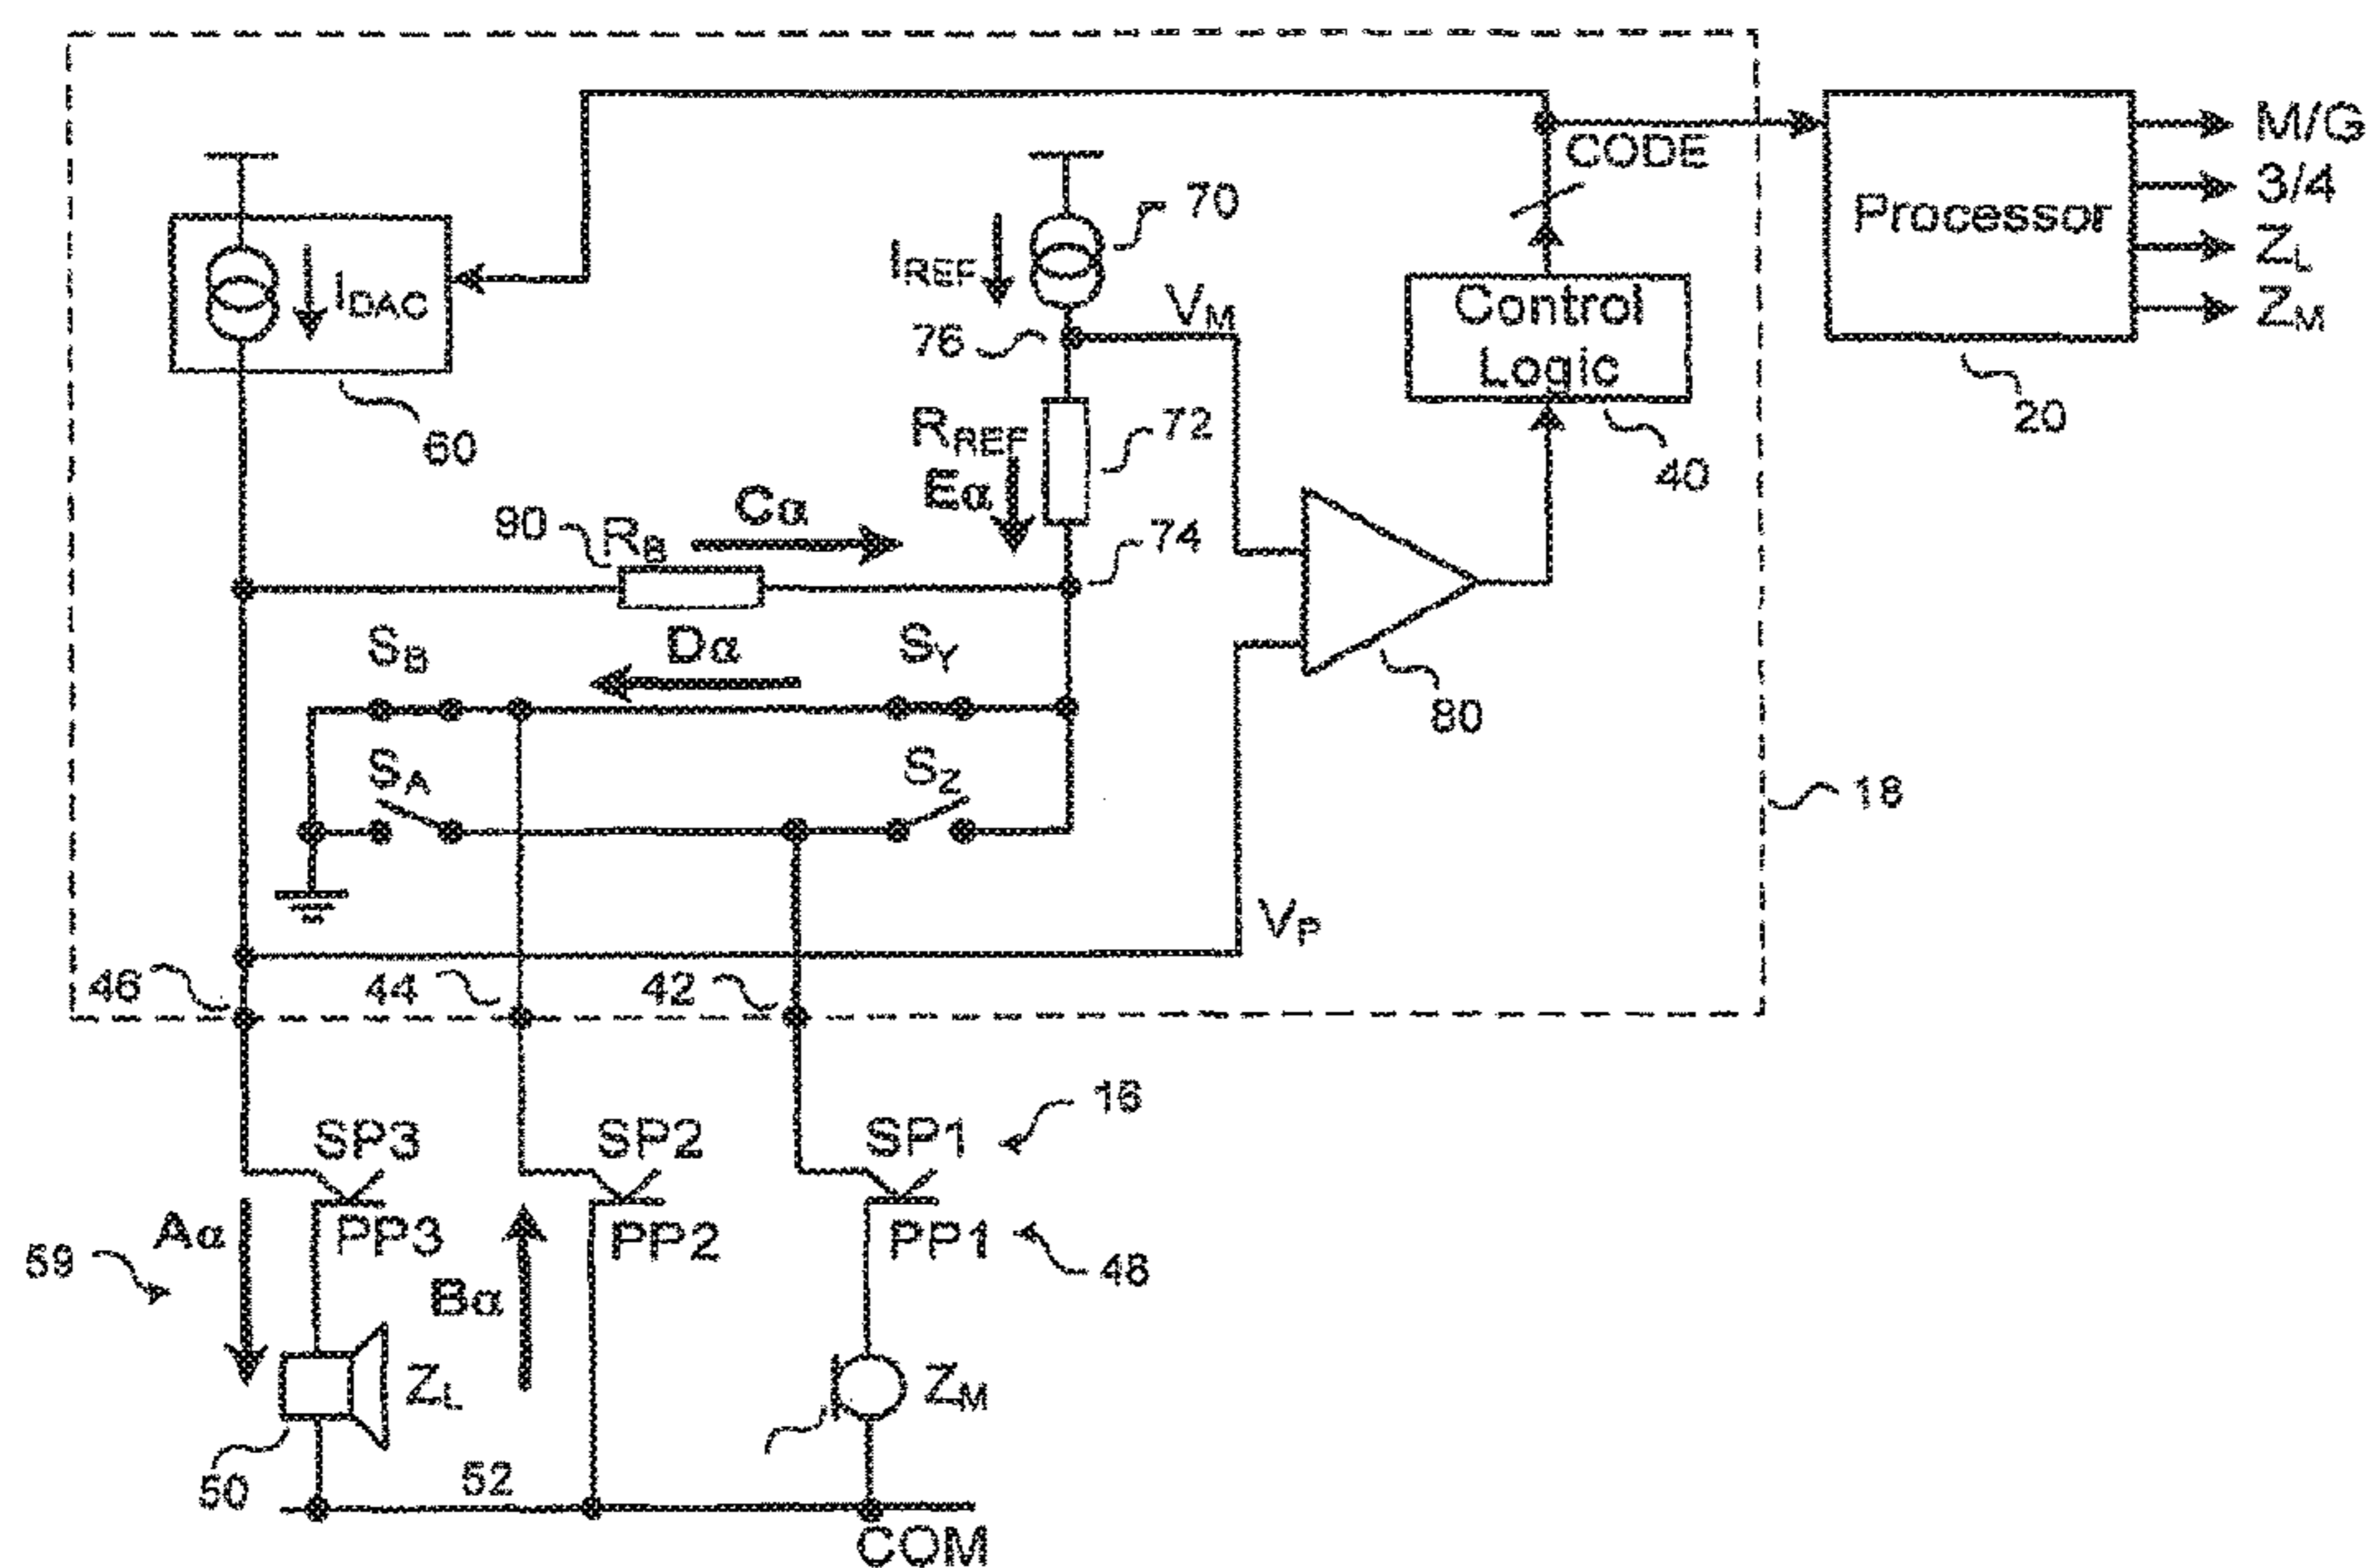 M/G
3/4
ZL
ZM
Processor
20
CODE
Control
Logic
40
70
IREF
VM
76
IDAC
60
RREF
72
Eα
74
90
RB
Cα
Dα
SB
SY
SA
SZ
80
18
VP
46
44
42
SP3
SP2
SP1
16
PP3
PP2
PP1
48
Aα
59
Bα
ZL
ZM
50
52
COM